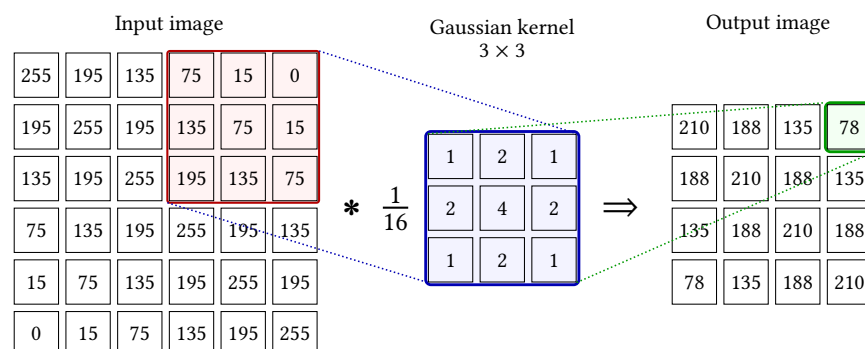 Input image
Gaussian kernel
3 × 3
Output image
255 195 135 75 15 0
195 255 195 135 75 15
135 195 255 195 135 75
75 135 195 255 195 135
15 75 135 195 255 195
0 15 75 135 195 255
* 1/16
1 2 1
2 4 2
1 2 1
⇒
210 188 135 78
188 210 188 135
135 188 210 188
78 135 188 210